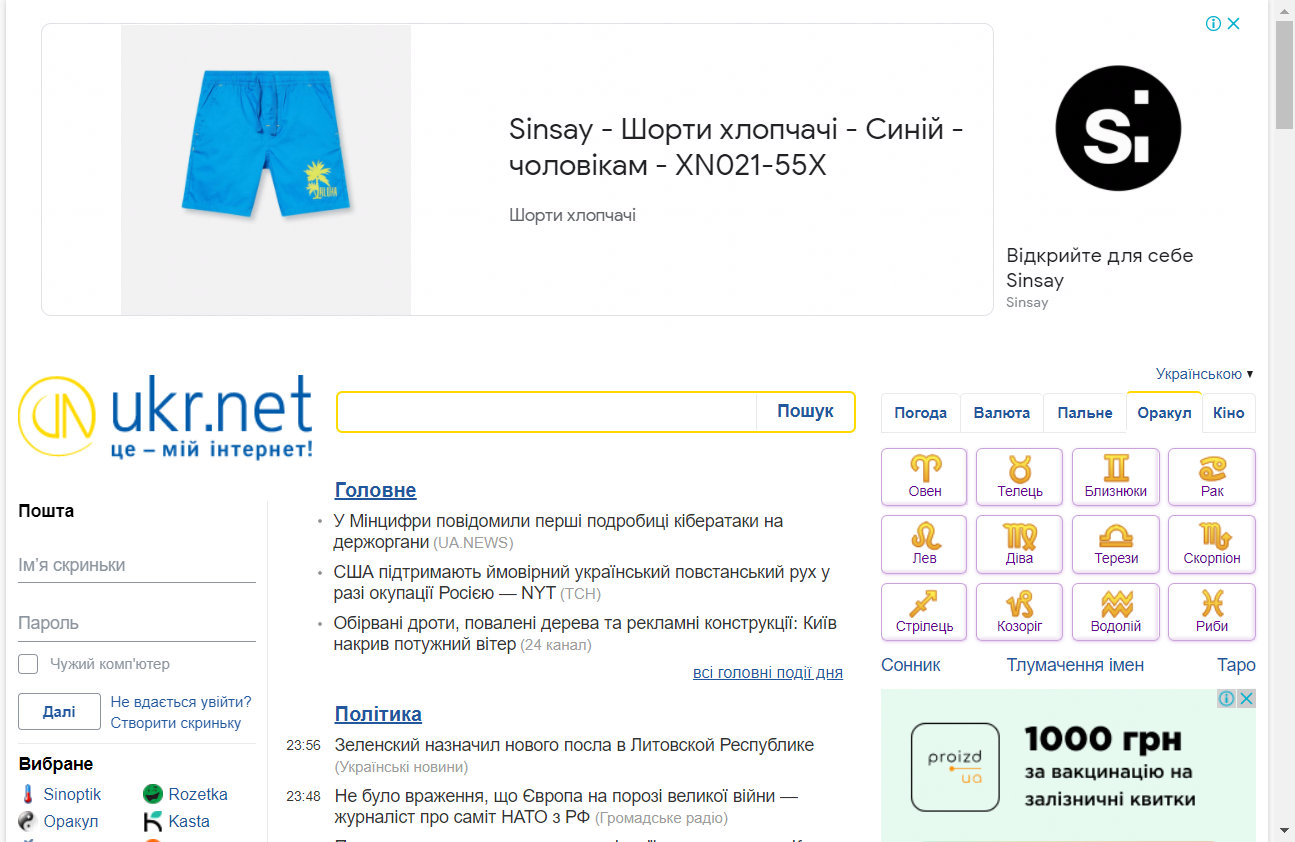 Sinsay - Шорти хлопчачі - Синій -
чоловікам - XN021-55X
Шорти хлопчачі
Si
Відкрийте для себе
Sinsay
Sinsay
ukr.net
це – мій інтернет!
Пошук
Українською
Погода
Валюта
Пальне
Оракул
Кіно
Овен
Телець
Близнюки
Рак
Лев
Діва
Терези
Скорпіон
Стрілець
Козоріг
Водолій
Риби
Сонник
Тлумачення імен
Таро
Пошта
Ім'я скриньки
Пароль
Чужий комп'ютер
Далі
Не вдається увійти?
Створити скриньку
Вибране
Sinoptik
Rozetka
Оракул
Kasta
Головне
У Мінцифри повідомили перші подробиці кібератаки на
держоргани (UA.NEWS)
США підтримають ймовірний український повстанський рух у
разі окупації Росією — NYT (ТСН)
Обірвані дроти, повалені дерева та рекламні конструкції: Київ
накрив потужний вітер (24 канал)
всі головні події дня
Політика
23:56 Зеленский назначил нового посла в Литовской Республике
(Українські новини)
23:48 Не було враження, що Європа на порозі великої війни —
журналіст про саміт НАТО з РФ (Громадське радіо)
proizd
ua
1000 грн
за вакцинацію на
залізничні квитки